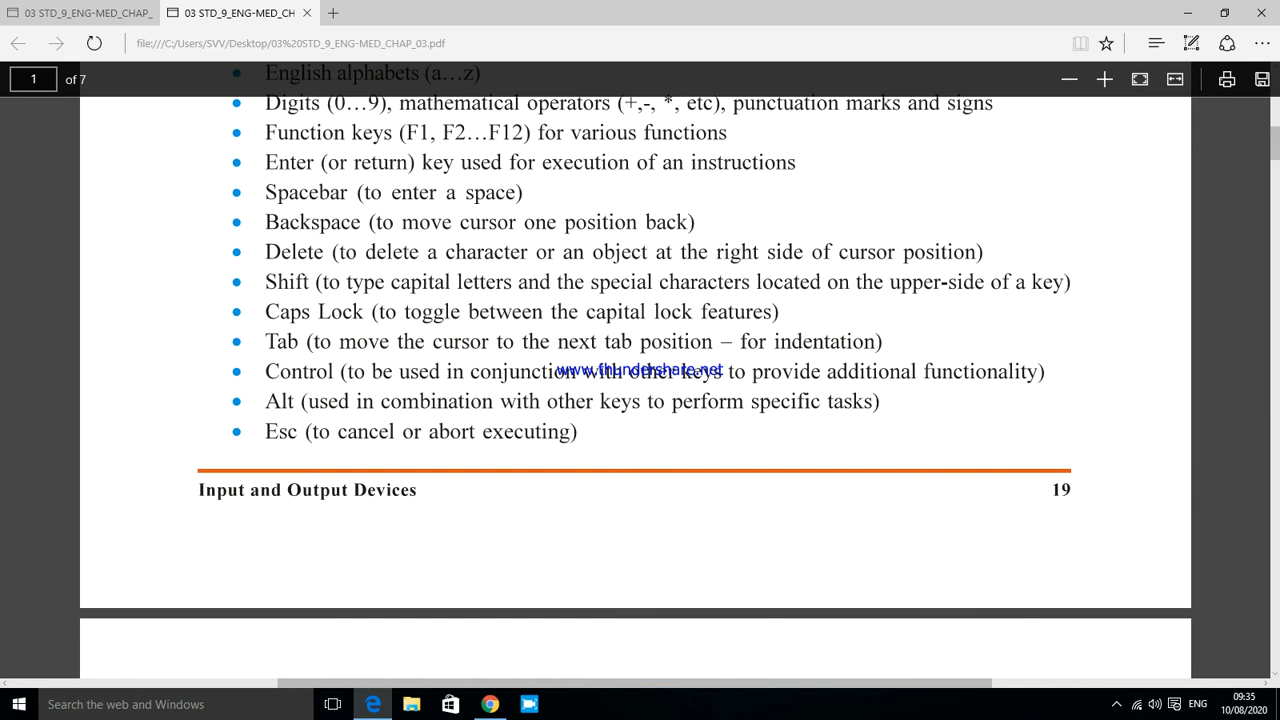 03 STD_9_ENG-MED_CHAP_
03 STD_9_ENG-MED_CH
file:///C:/Users/SVV/Desktop/03%20STD_9_ENG-MED_CHAP_03.pdf
1 of 7
English alphabets (a…z)
Digits (0…9), mathematical operators (+,-, *, etc), punctuation marks and signs
Function keys (F1, F2…F12) for various functions
Enter (or return) key used for execution of an instructions
Spacebar (to enter a space)
Backspace (to move cursor one position back)
Delete (to delete a character or an object at the right side of cursor position)
Shift (to type capital letters and the special characters located on the upper-side of a key)
Caps Lock (to toggle between the capital lock features)
Tab (to move the cursor to the next tab position – for indentation)
Control (to be used in conjunction with other keys to provide additional functionality)
www.thundershare.net
Alt (used in combination with other keys to perform specific tasks)
Esc (to cancel or abort executing)
Input and Output Devices 19
Search the web and Windows
ENG
09:35
10/08/2020